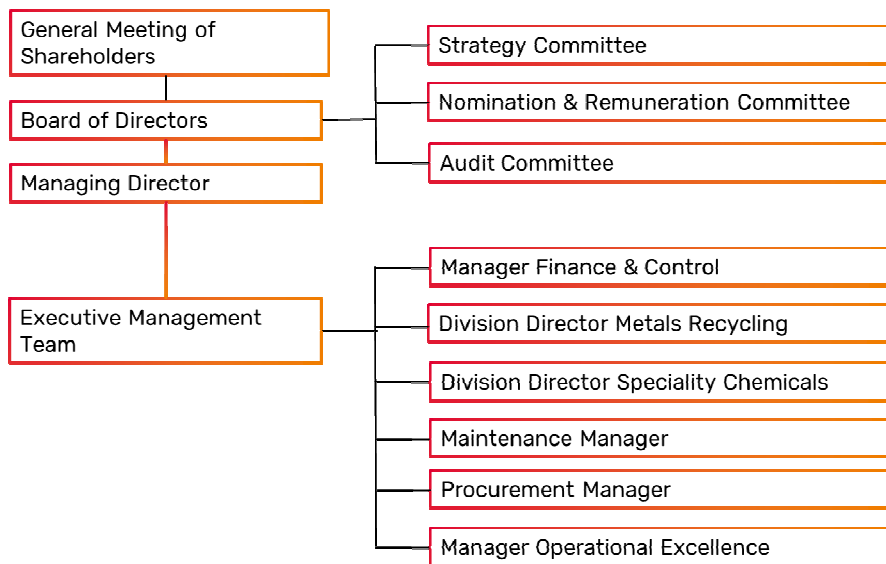 General Meeting of
Shareholders
Board of Directors
Managing Director
Executive Management
Team
Strategy Committee
Nomination & Remuneration Committee
Audit Committee
Manager Finance & Control
Division Director Metals Recycling
Division Director Speciality Chemicals
Maintenance Manager
Procurement Manager
Manager Operational Excellence